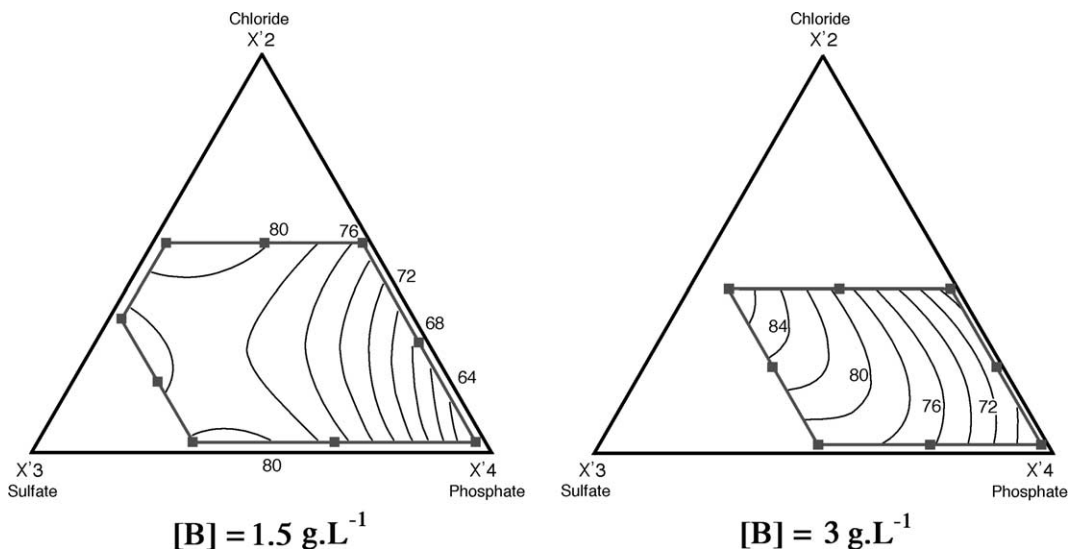 Chloride
X'2
80
76
72
68
64
80
X'3
Sulfate
X'4
Phosphate
[B] = 1.5 g.L-1
Chloride
X'2
84
80
76
72
X'3
Sulfate
X'4
Phosphate
[B] = 3 g.L-1